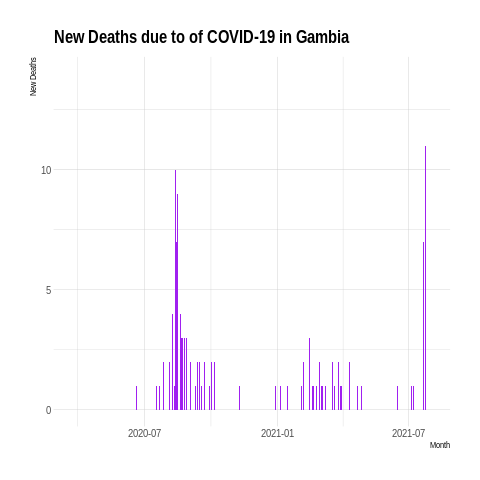 New Deaths due to of COVID-19 in Gambia
New Deaths
10
5
0
2020-07 2021-01 2021-07
Month